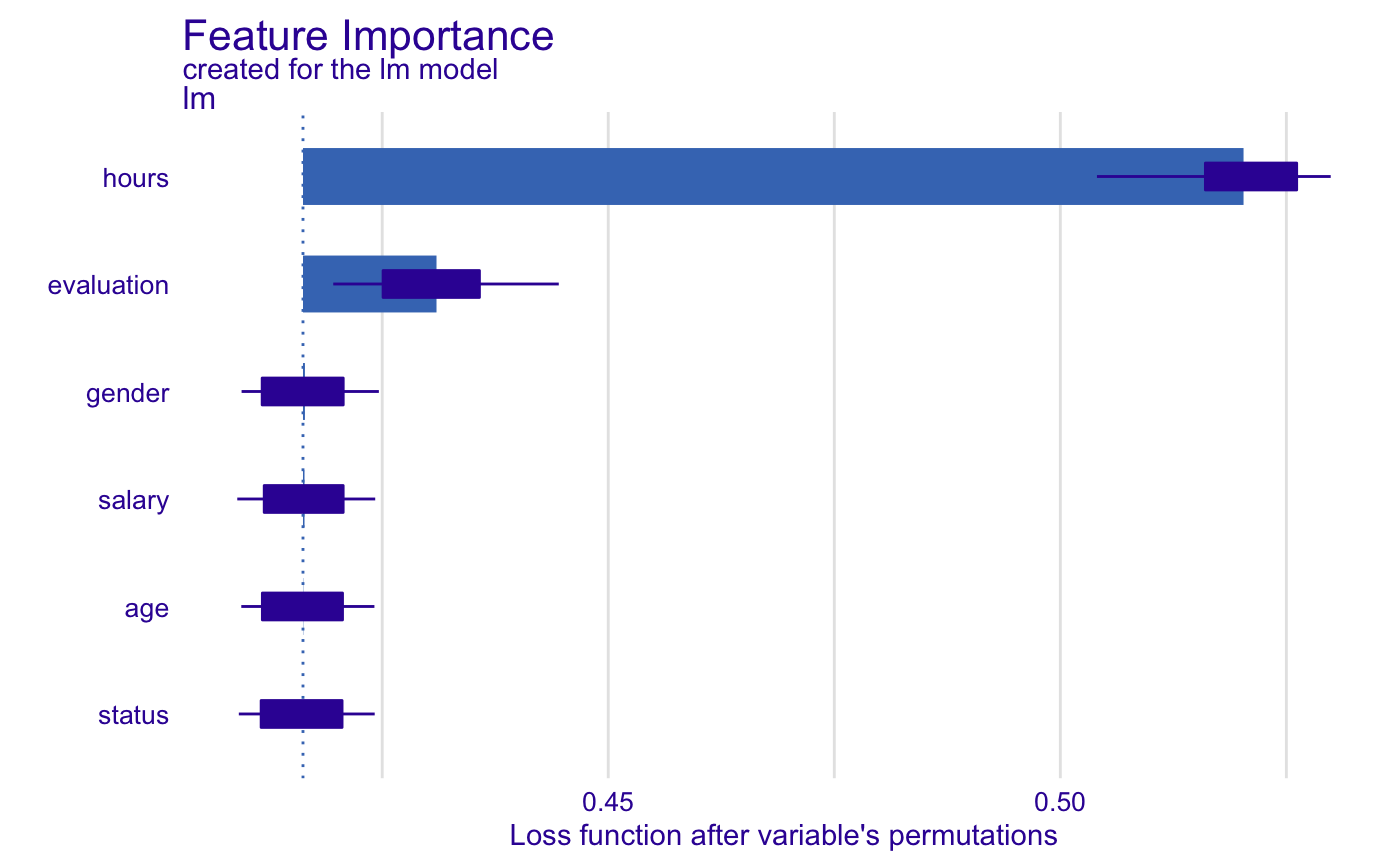 Feature Importance
created for the lm model
lm
hours
evaluation
gender
salary
age
status
0.45 0.50
Loss function after variable's permutations